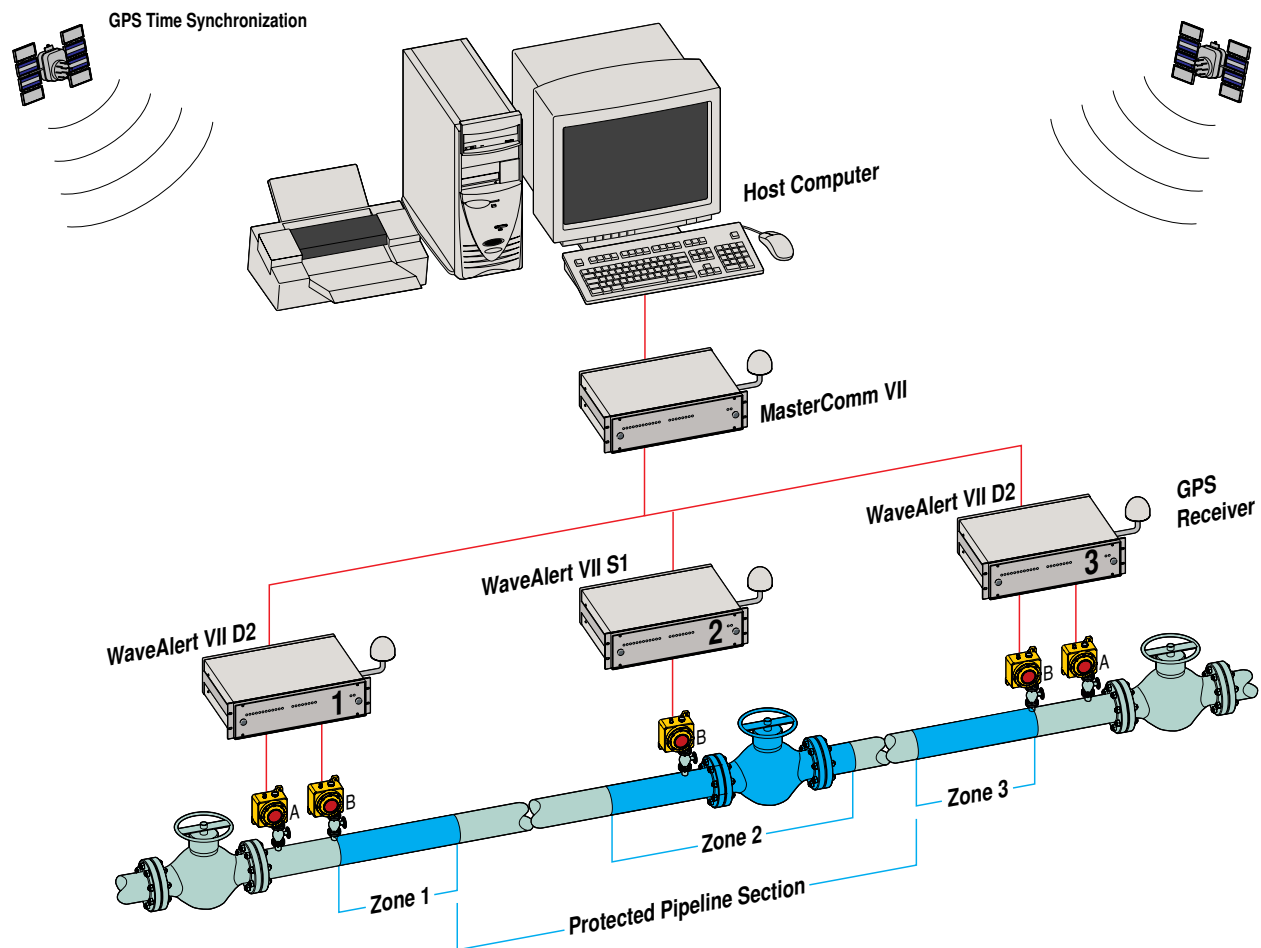 GPS Time Synchronization
Host Computer
MasterComm VII
WaveAlert VII D2
GPS
Receiver
3
WaveAlert VII S1
2
WaveAlert VII D2
1
B
A
B
A
B
Zone 3
Zone 2
Zone 1
Protected Pipeline Section